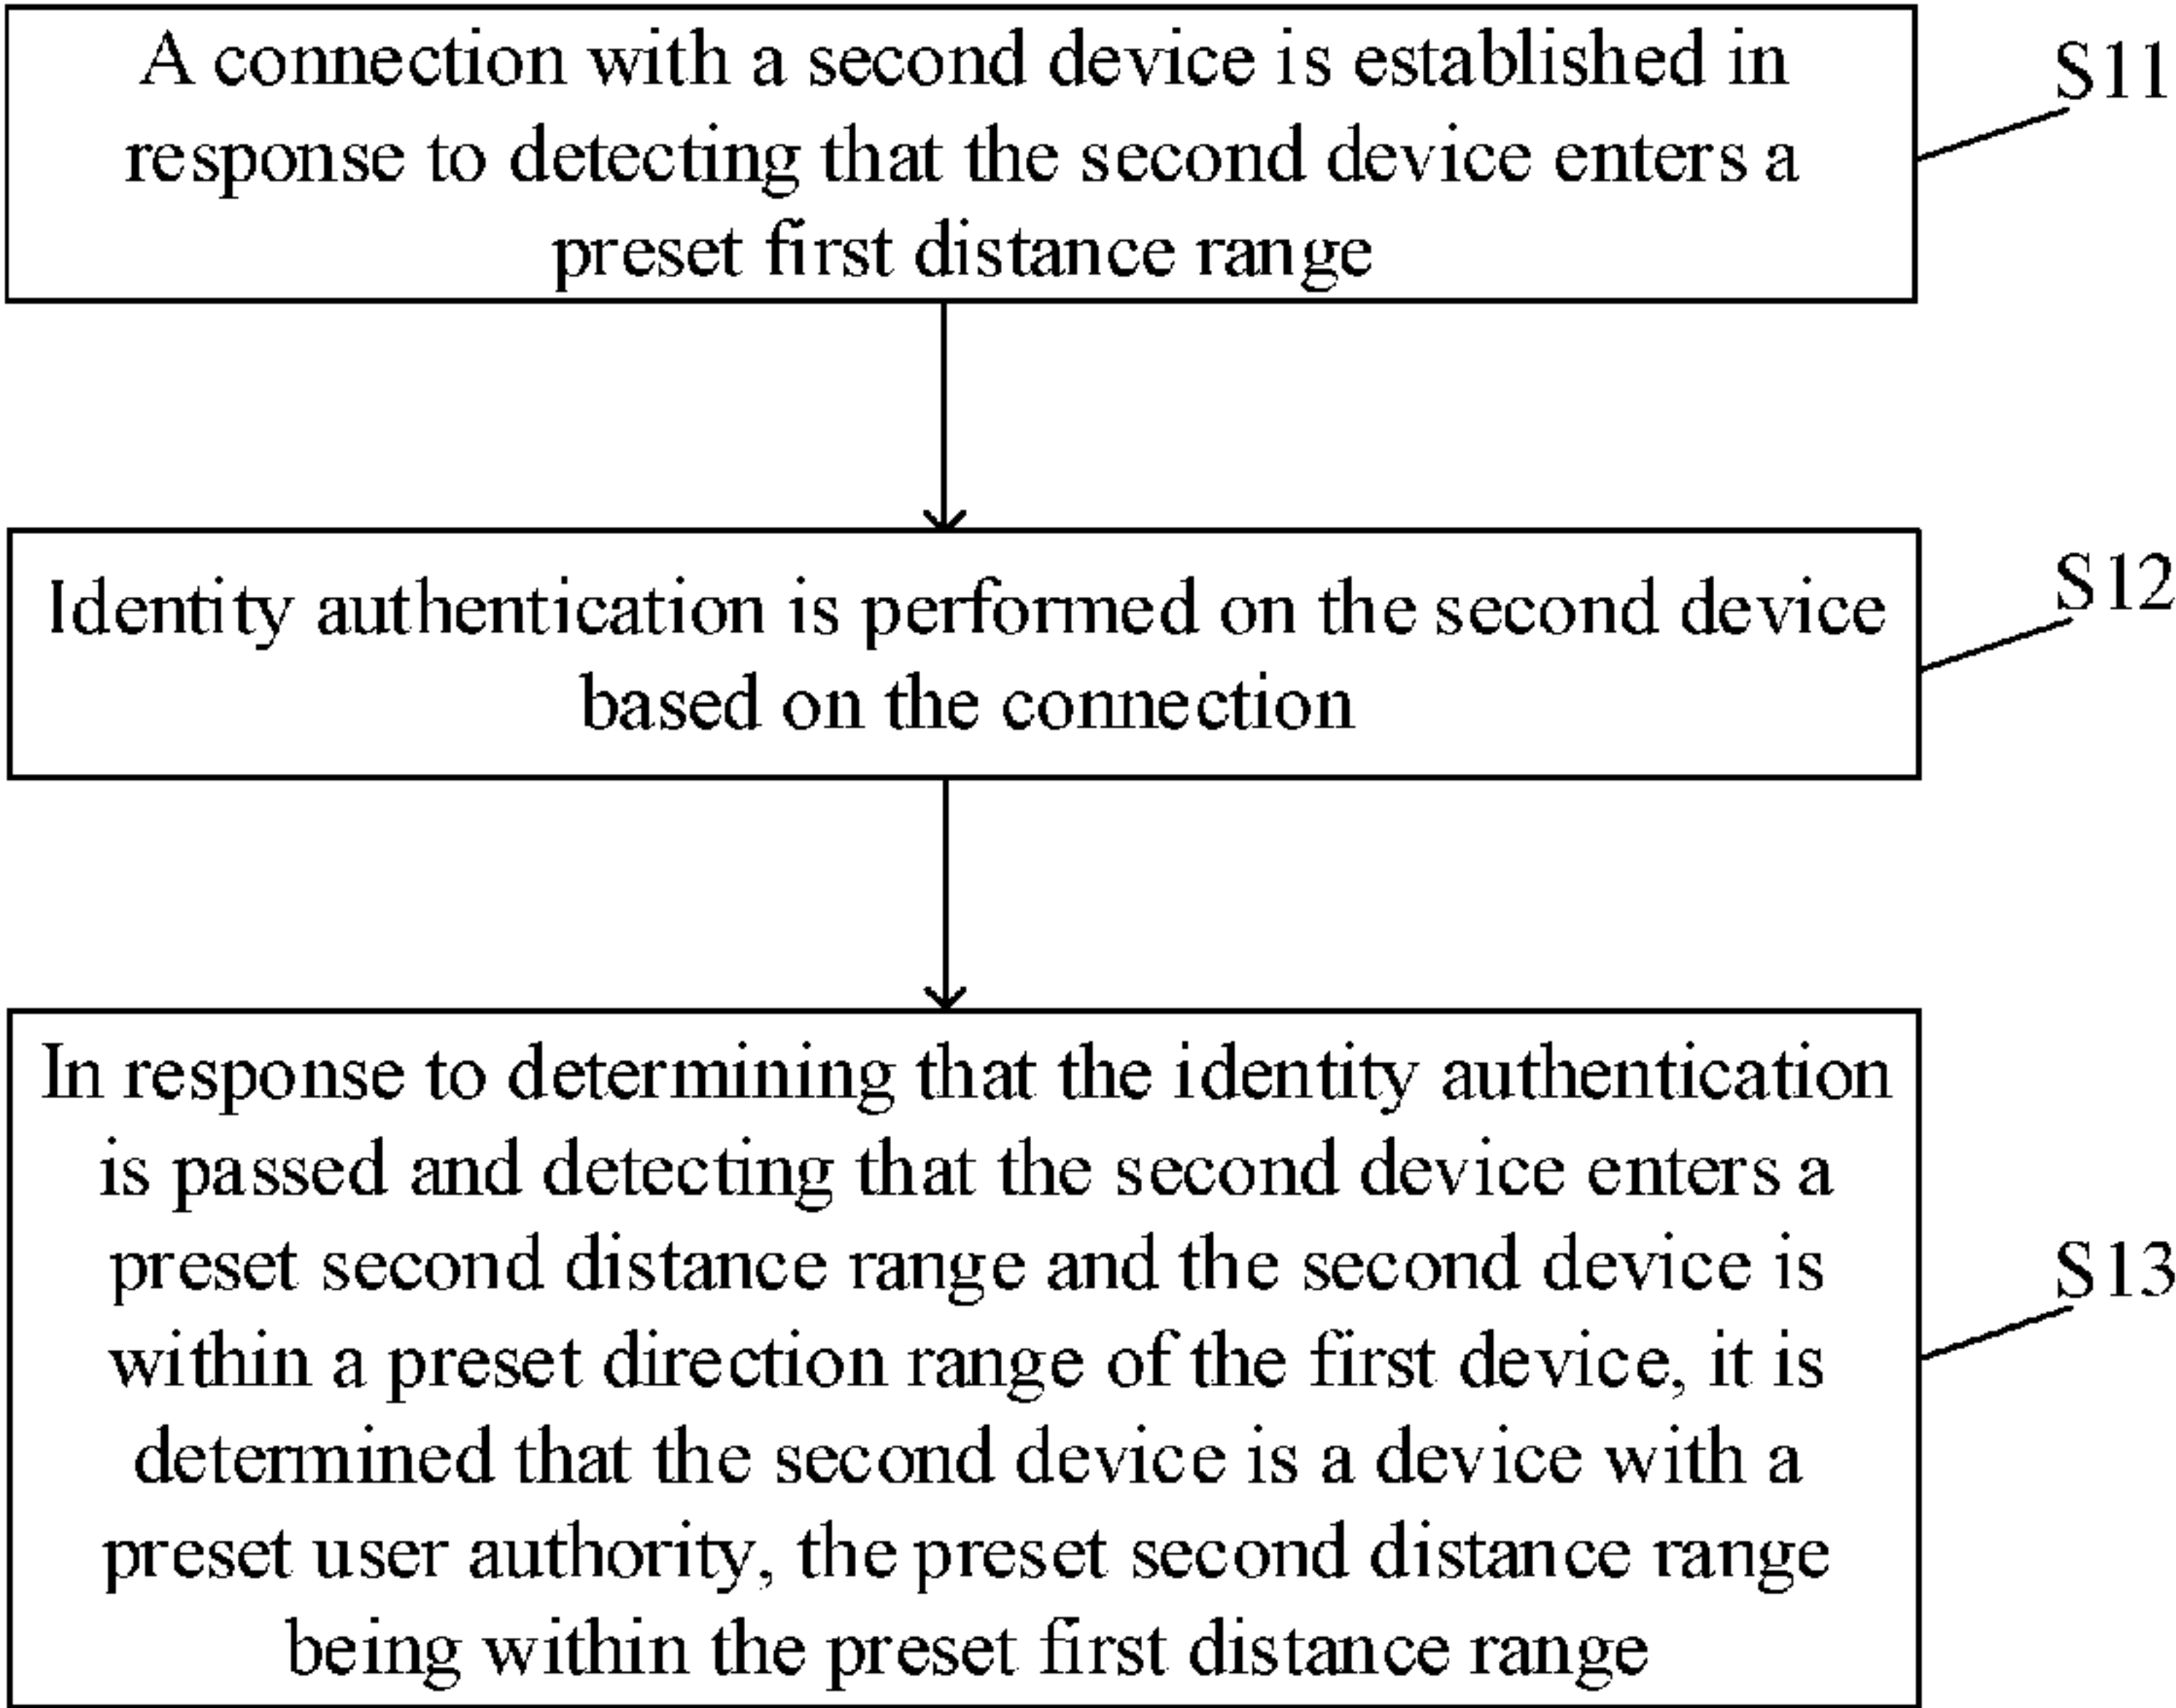 A connection with a second device is established in
response to detecting that the second device enters a
preset first distance range
S11
Identity authentication is performed on the second device
based on the connection
S12
In response to determining that the identity authentication
is passed and detecting that the second device enters a
preset second distance range and the second device is
within a preset direction range of the first device, it is
determined that the second device is a device with a
preset user authority, the preset second distance range
being within the preset first distance range
S13